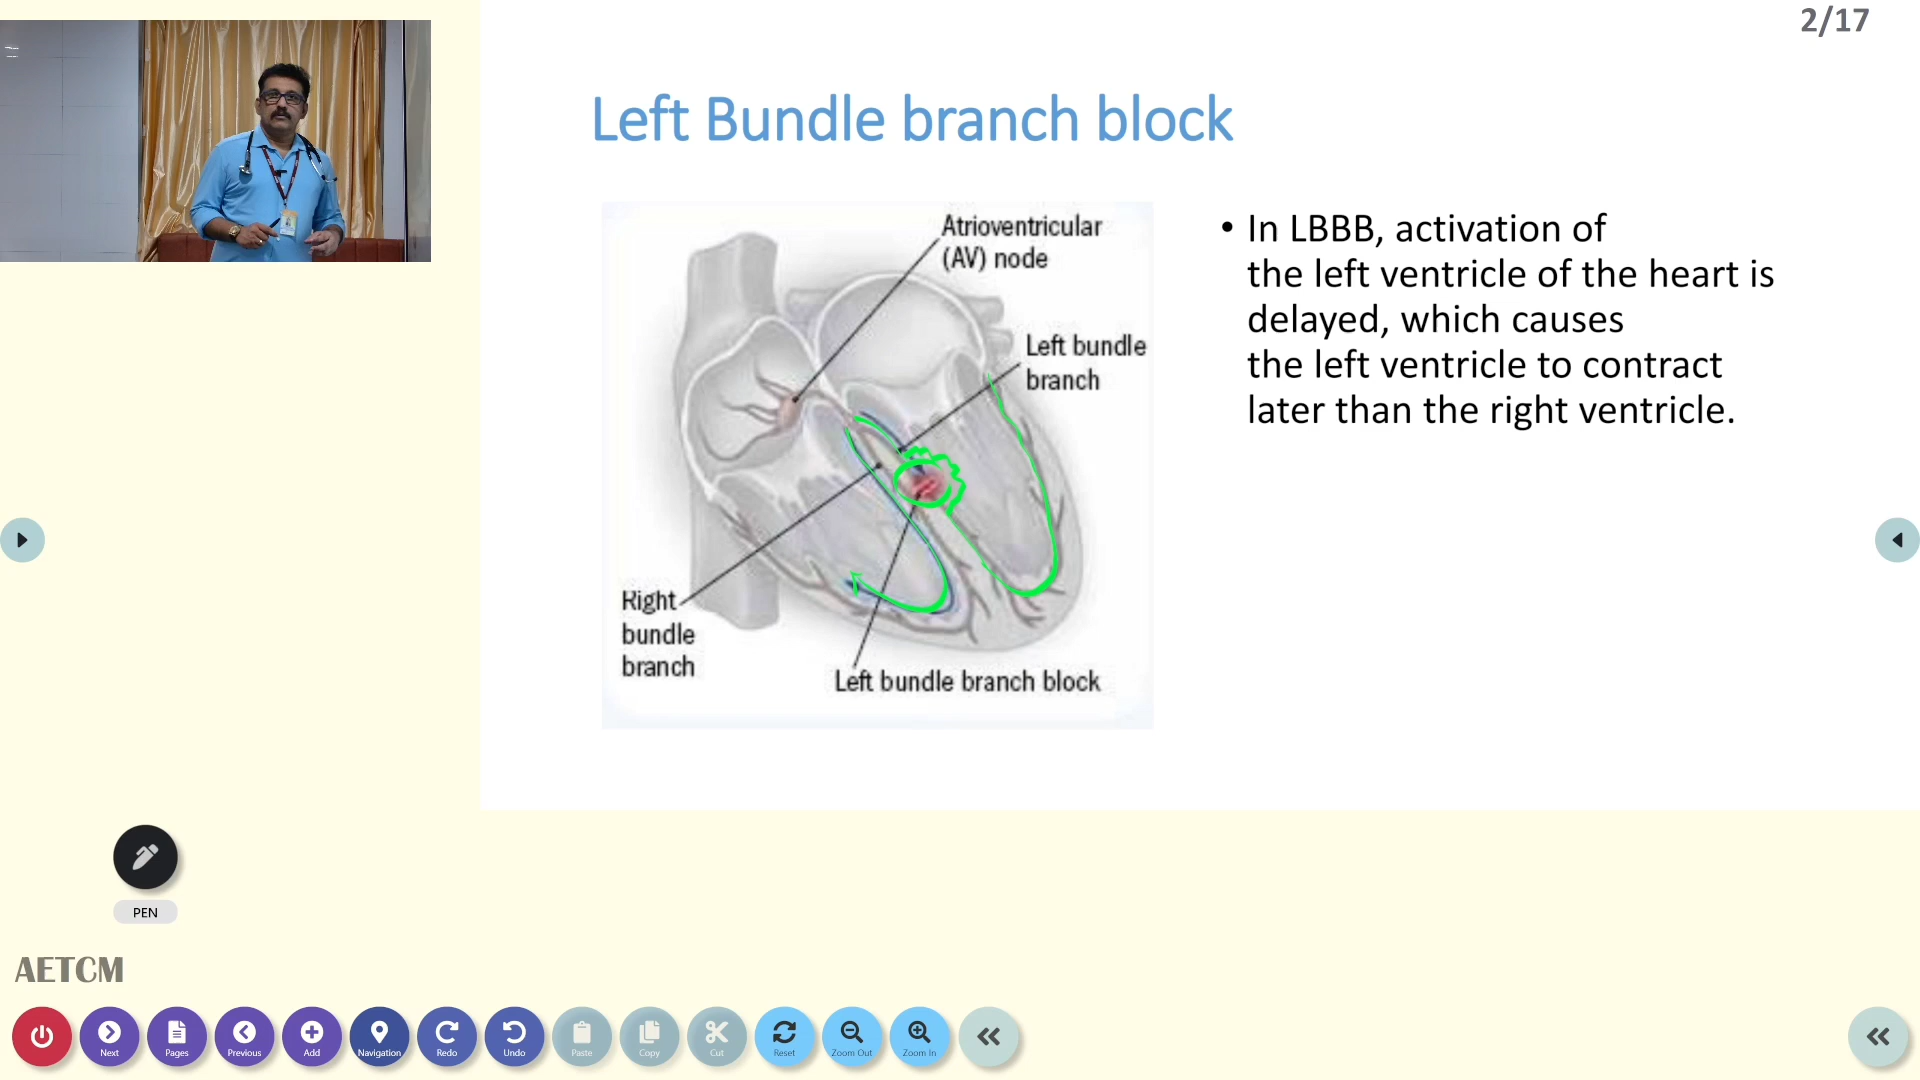 2/17
Left Bundle branch block
Atrioventricular
(AV) node
Left bundle
branch
Right
bundle
branch
Left bundle branch block
• In LBBB, activation of
the left ventricle of the heart is
delayed, which causes
the left ventricle to contract
later than the right ventricle.
PEN
AETCM
Next Pages Previous Add Navigation Redo Undo Paste Copy Cut Reset Zoom Out Zoom In